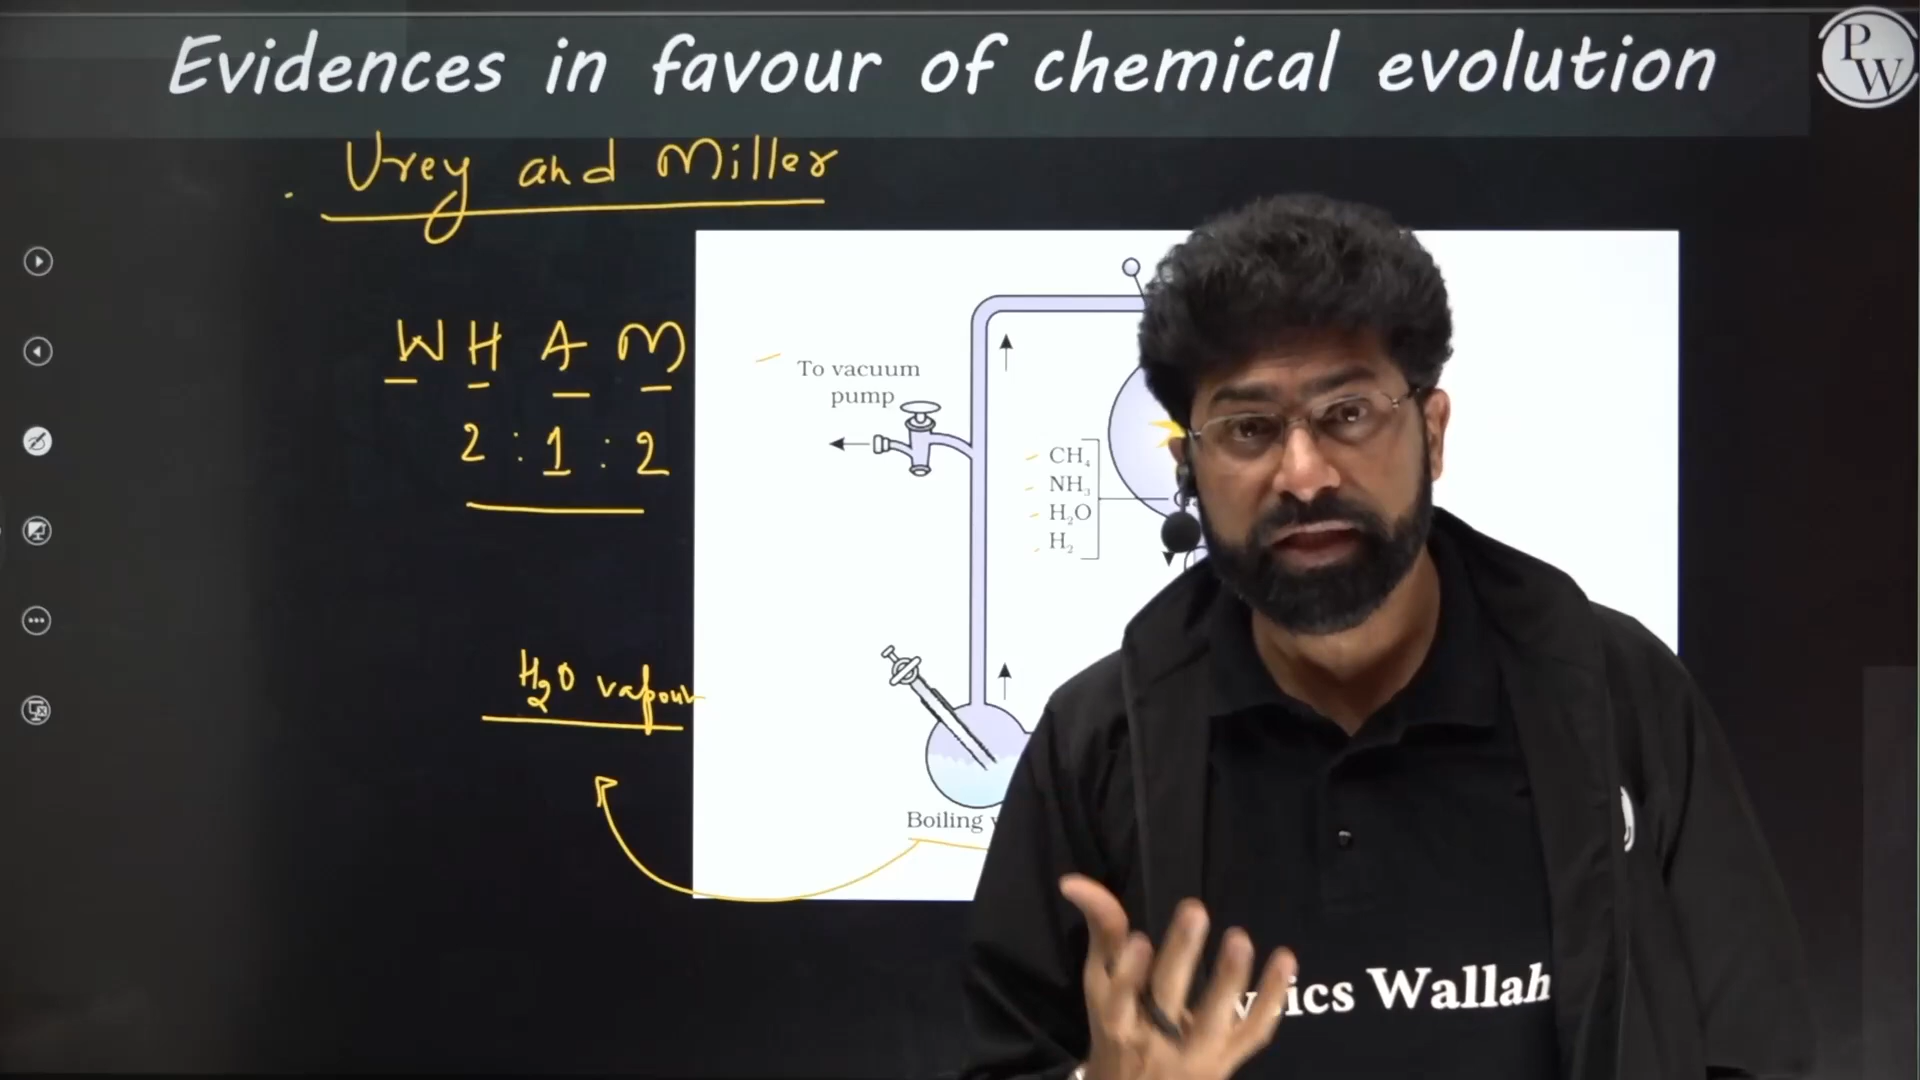 Evidences in favour of chemical evolution
PW
Urey and Miller
W H A M
2 : 1 : 2
To vacuum
pump
CH₄
NH₃
H₂O
H₂
H₂O vapour
Boiling
Wallah